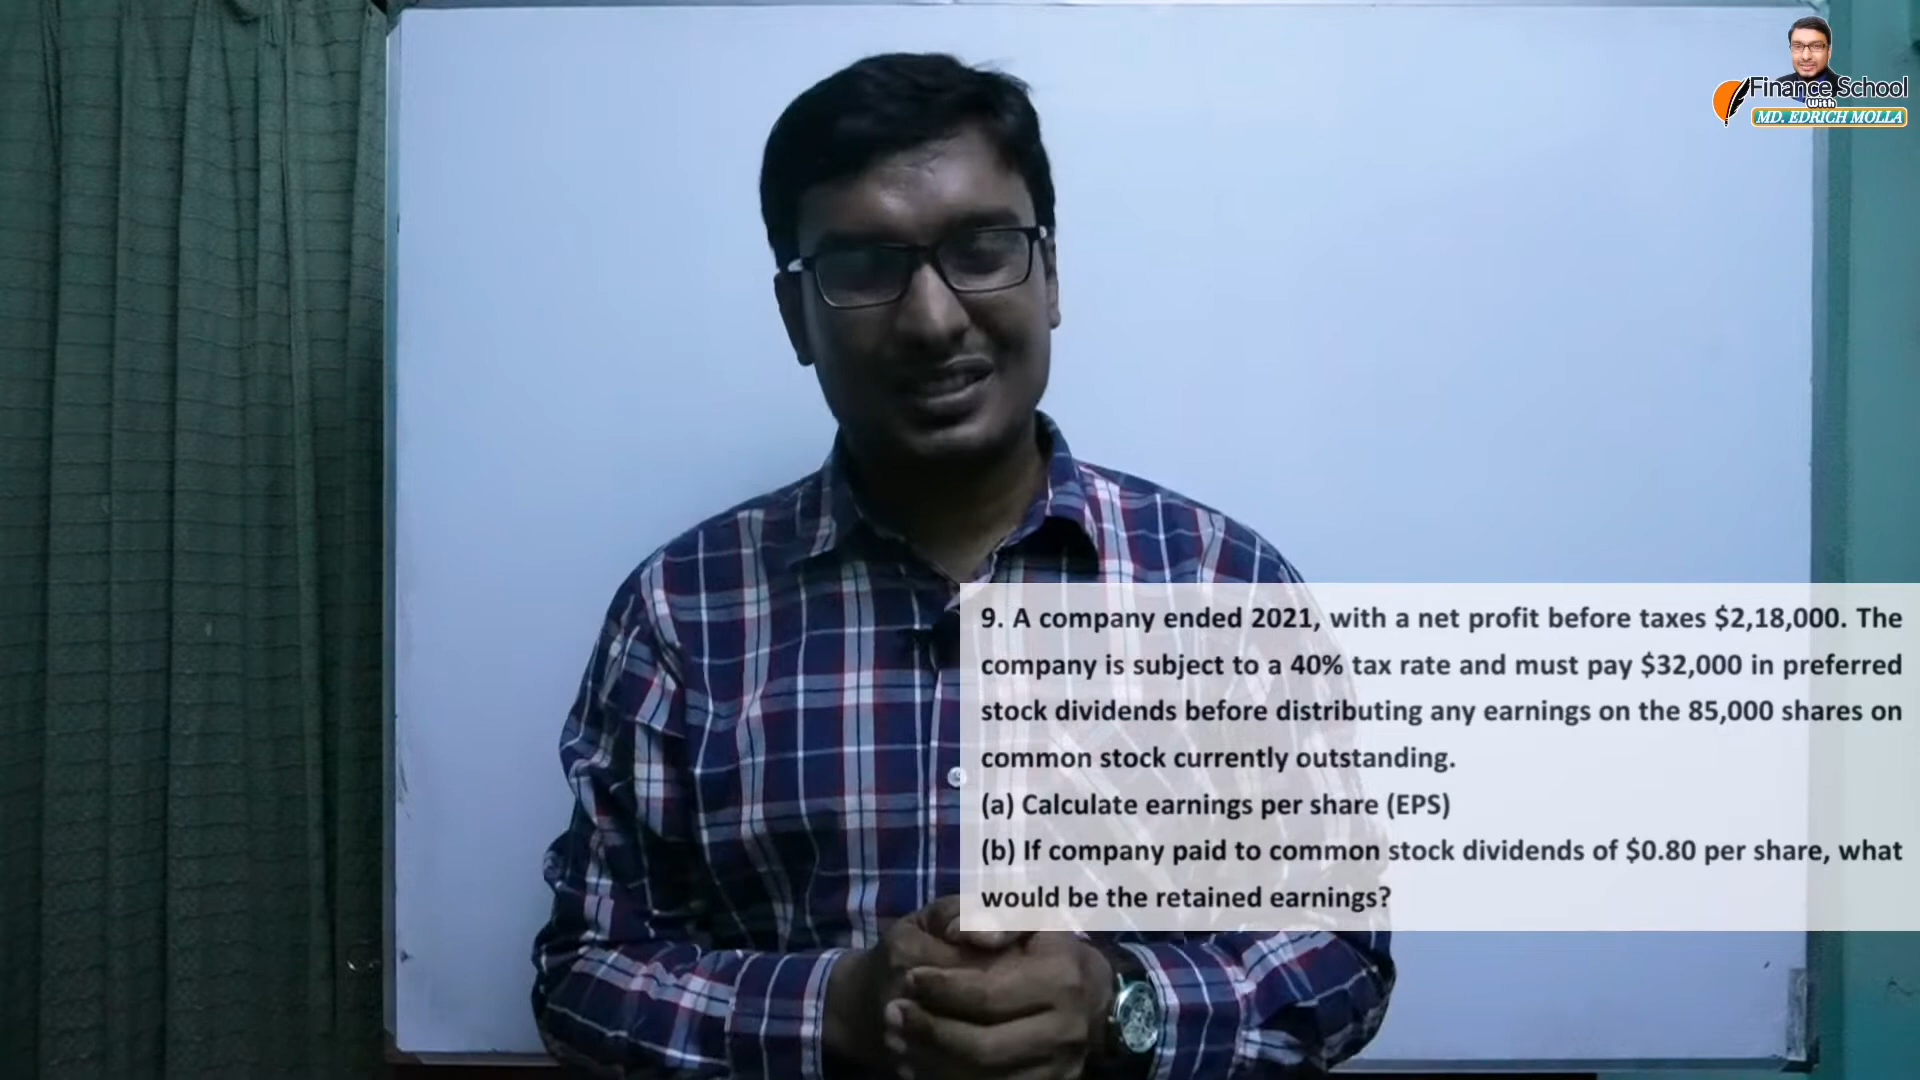 Finance School
With
MD. EDRICH MOLLA
9. A company ended 2021, with a net profit before taxes $2,18,000. The
company is subject to a 40% tax rate and must pay $32,000 in preferred
stock dividends before distributing any earnings on the 85,000 shares on
common stock currently outstanding.
(a) Calculate earnings per share (EPS)
(b) If company paid to common stock dividends of $0.80 per share, what
would be the retained earnings?